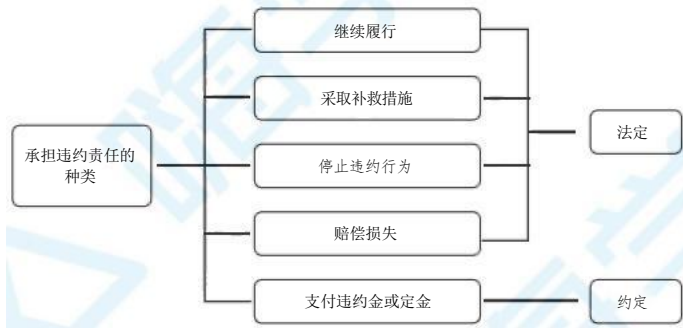 继续履行
采取补救措施
法定
承担违约责任的
种类
停止违约行为
赔偿损失
支付违约金或定金
约定